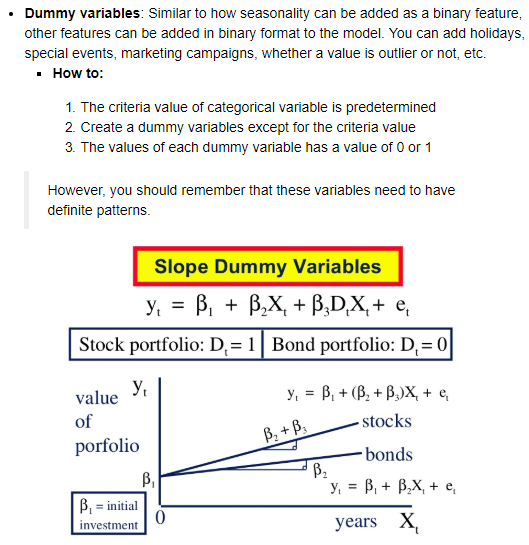 • Dummy variables: Similar to how seasonality can be added as a binary feature,
other features can be added in binary format to the model. You can add holidays,
special events, marketing campaigns, whether a value is outlier or not, etc.
▪ How to:
1. The criteria value of categorical variable is predetermined
2. Create a dummy variables except for the criteria value
3. The values of each dummy variable has a value of 0 or 1
However, you should remember that these variables need to have
definite patterns.
Slope Dummy Variables
yₜ = β₁ + β₂Xₜ + β₃DₜXₜ + eₜ
Stock portfolio: Dₜ = 1 Bond portfolio: Dₜ = 0
value
of
porfolio
yₜ
yₜ = β₁ + (β₂ + β₃)Xₜ + eₜ
β₂ + β₃
stocks
bonds
β₂
β₁
yₜ = β₁ + β₂Xₜ + eₜ
β₁ = initial
investment
0
years Xₜ